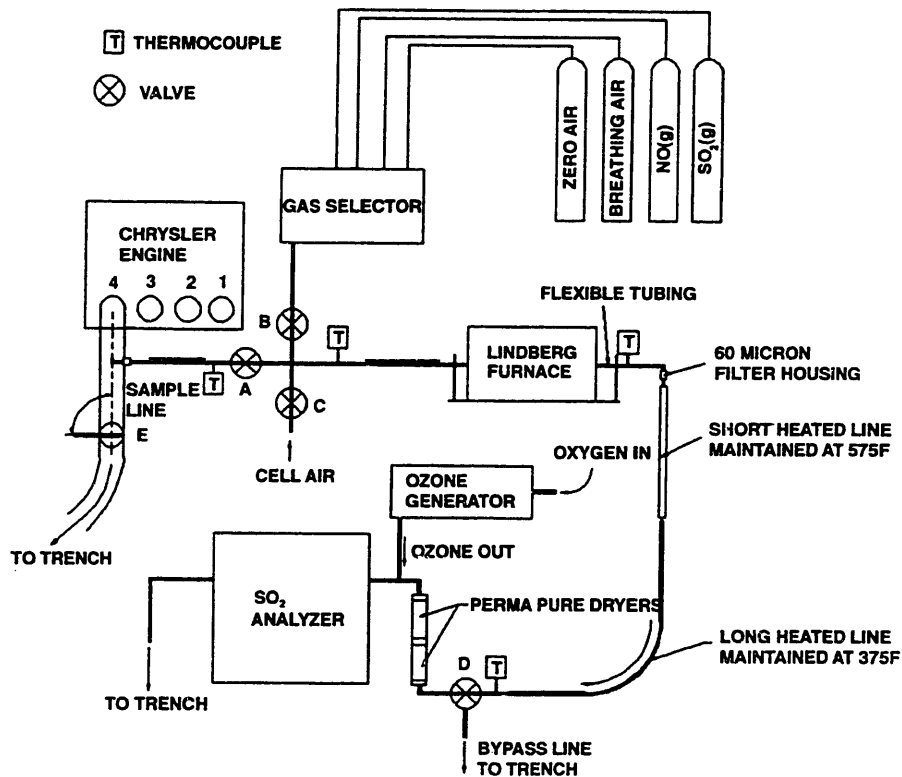 T THERMOCOUPLE
VALVE
ZERO AIR
BREATHING AIR
NO(g)
SO₂(g)
GAS SELECTOR
CHRYSLER
ENGINE
4 3 2 1
B
T
FLEXIBLE TUBING
T
LINDBERG
FURNACE
60 MICRON
FILTER HOUSING
T
A
SAMPLE
LINE
C
E
CELL AIR
SHORT HEATED LINE
MAINTAINED AT 575F
OXYGEN IN
OZONE
GENERATOR
TO TRENCH
OZONE OUT
SO₂
ANALYZER
PERMA PURE DRYERS
LONG HEATED LINE
MAINTAINED AT 375F
D
T
TO TRENCH
BYPASS LINE
TO TRENCH